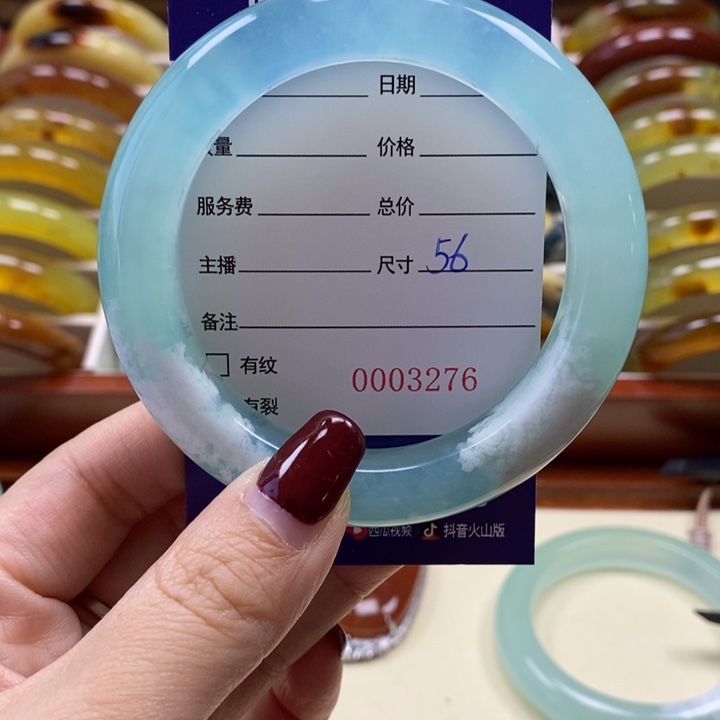 日期
量 价格
服务费 总价
主播 尺寸 56
备注
有纹
0003276
有裂
西瓜视频 抖音火山版